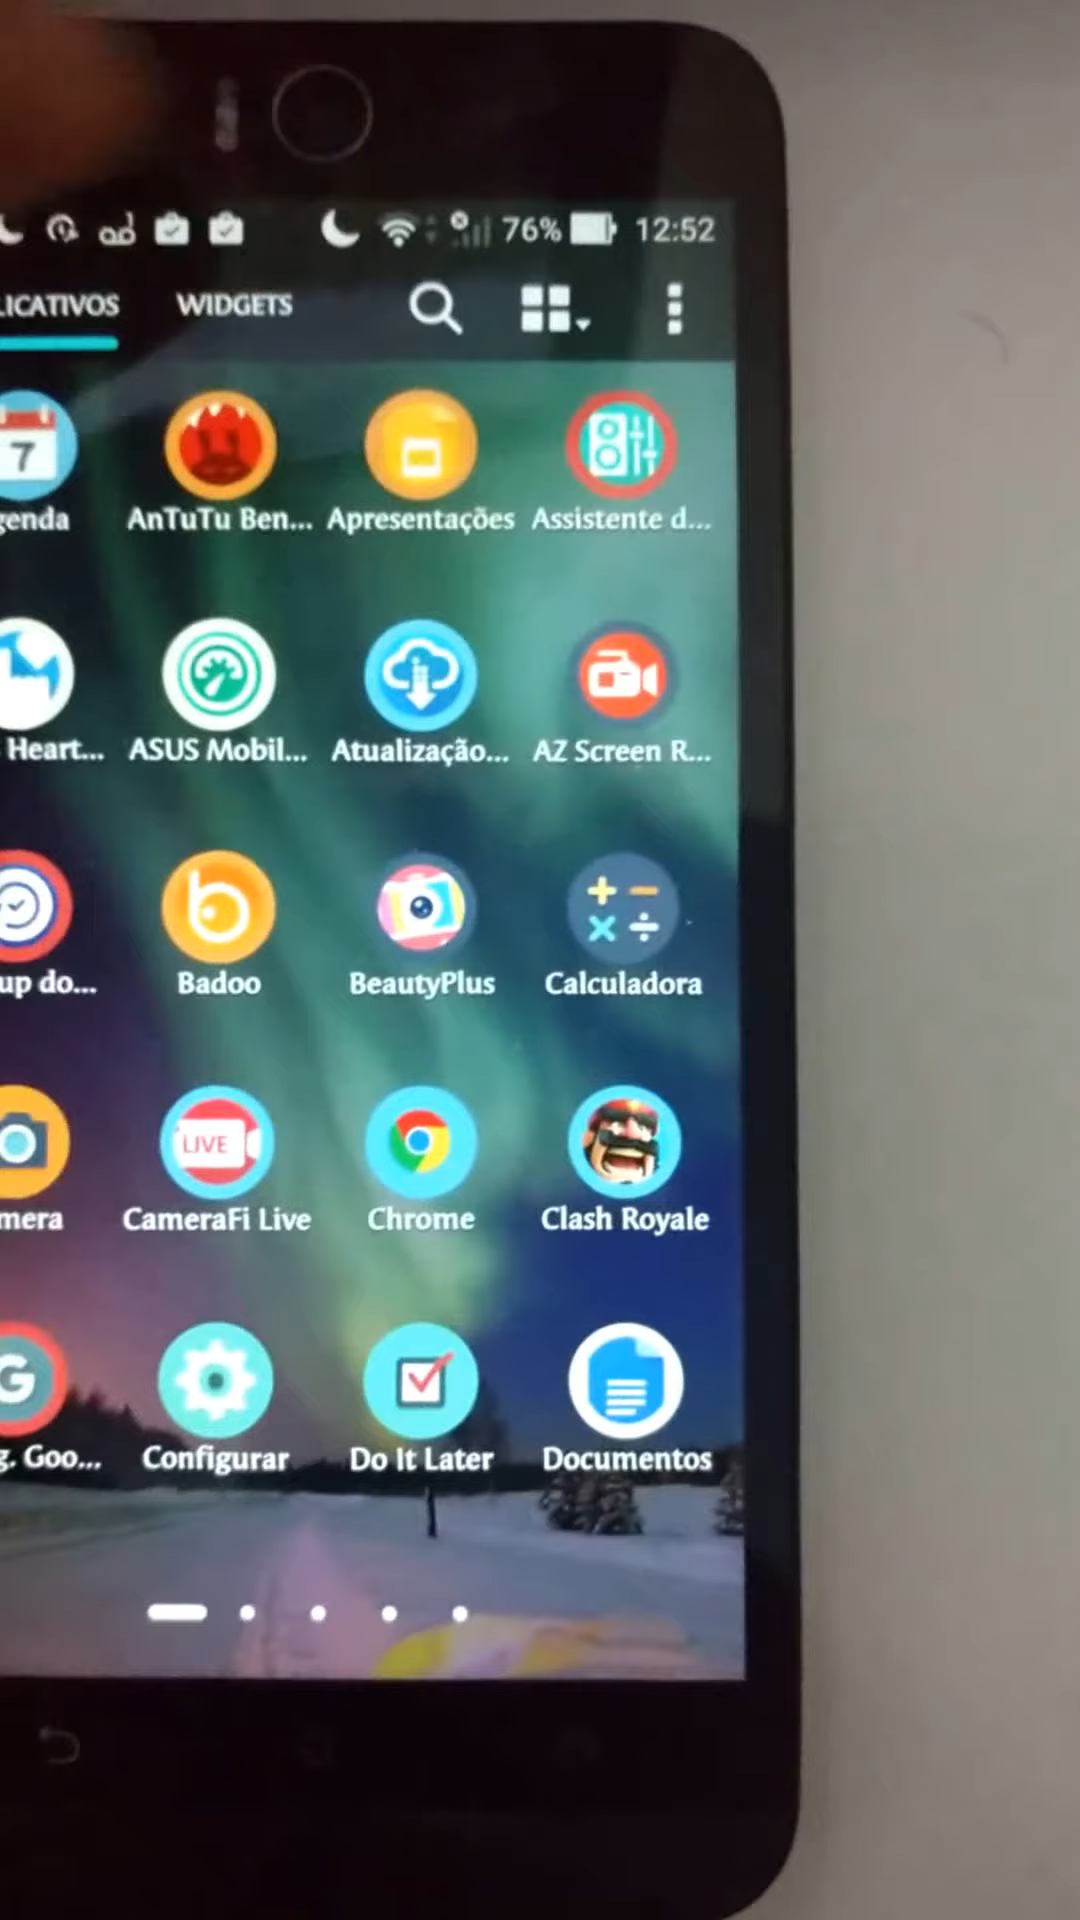 76% 12:52
LICATIVOS WIDGETS
7
genda AnTuTu Ben... Apresentações Assistente d...
Heart... ASUS Mobil... Atualização... AZ Screen R...
up do... Badoo BeautyPlus Calculadora
LIVE
mera CameraFi Live Chrome Clash Royale
G
g. Goo... Configurar Do It Later Documentos